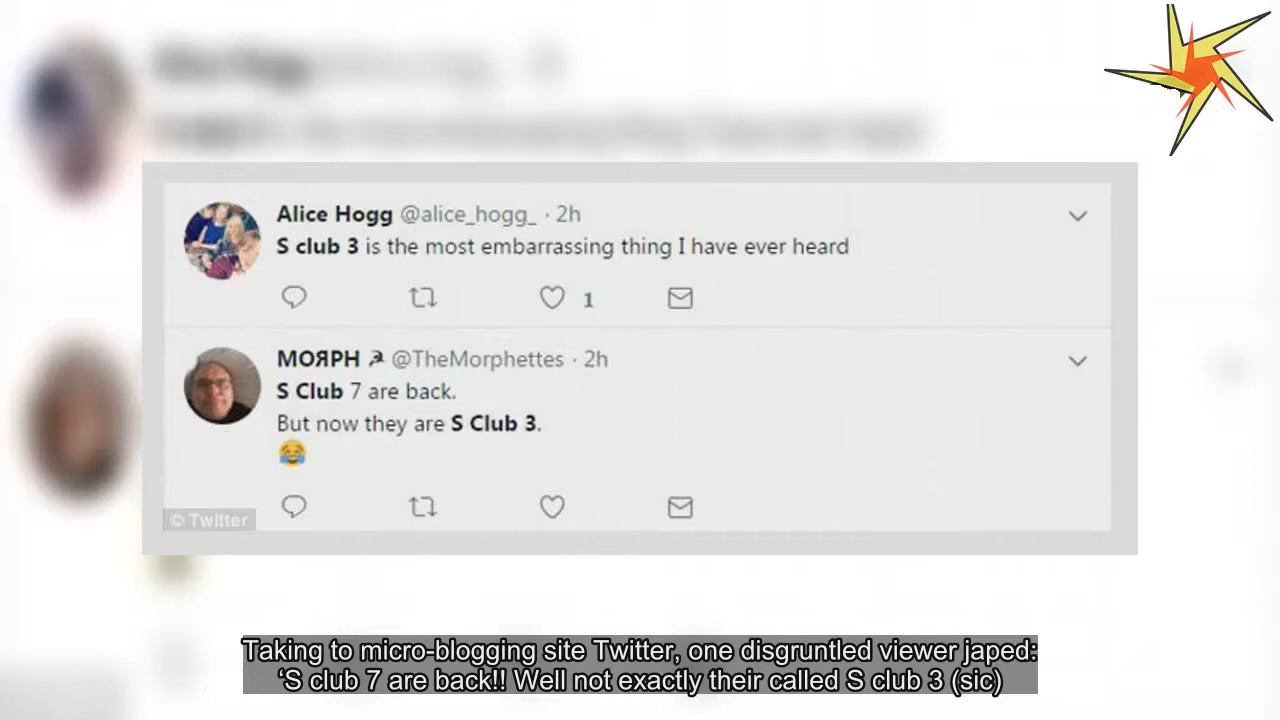 Alice Hogg @alice_hogg_ · 2h
S club 3 is the most embarrassing thing I have ever heard
1
MOЯPH ☭ @TheMorphettes · 2h
S Club 7 are back.
But now they are S Club 3.
😂
© Twitter
Taking to micro-blogging site Twitter, one disgruntled viewer japed:
‘S club 7 are back!! Well not exactly their called S club 3 (sic)